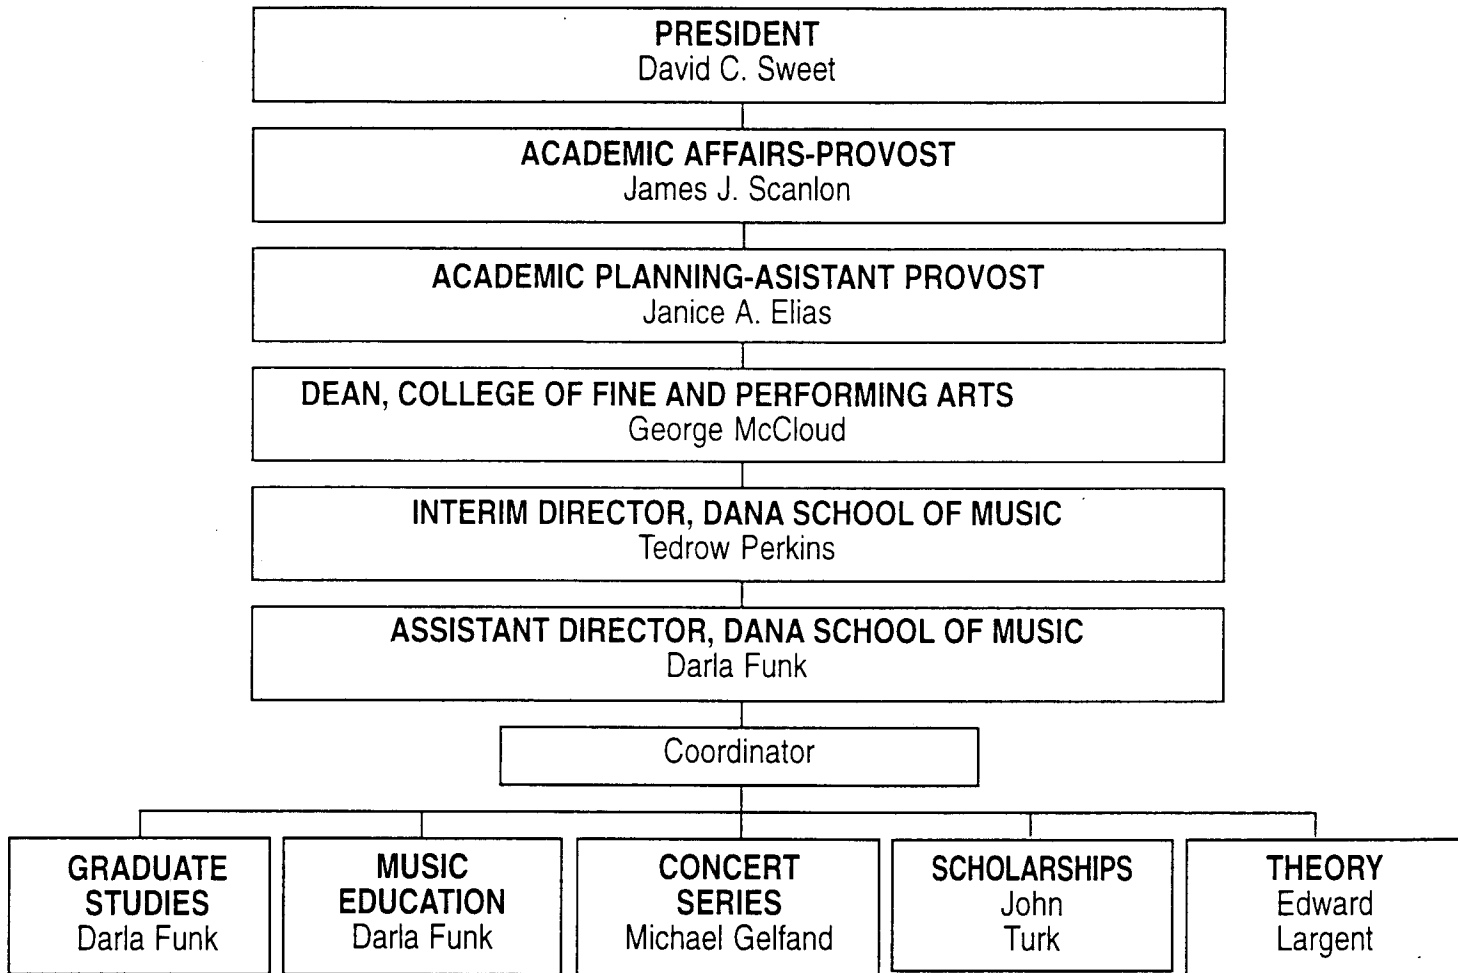 PRESIDENT
David C. Sweet
ACADEMIC AFFAIRS-PROVOST
James J. Scanlon
ACADEMIC PLANNING-ASISTANT PROVOST
Janice A. Elias
DEAN, COLLEGE OF FINE AND PERFORMING ARTS
George McCloud
INTERIM DIRECTOR, DANA SCHOOL OF MUSIC
Tedrow Perkins
ASSISTANT DIRECTOR, DANA SCHOOL OF MUSIC
Darla Funk
Coordinator
GRADUATE
STUDIES
Darla Funk
MUSIC
EDUCATION
Darla Funk
CONCERT
SERIES
Michael Gelfand
SCHOLARSHIPS
John
Turk
THEORY
Edward
Largent